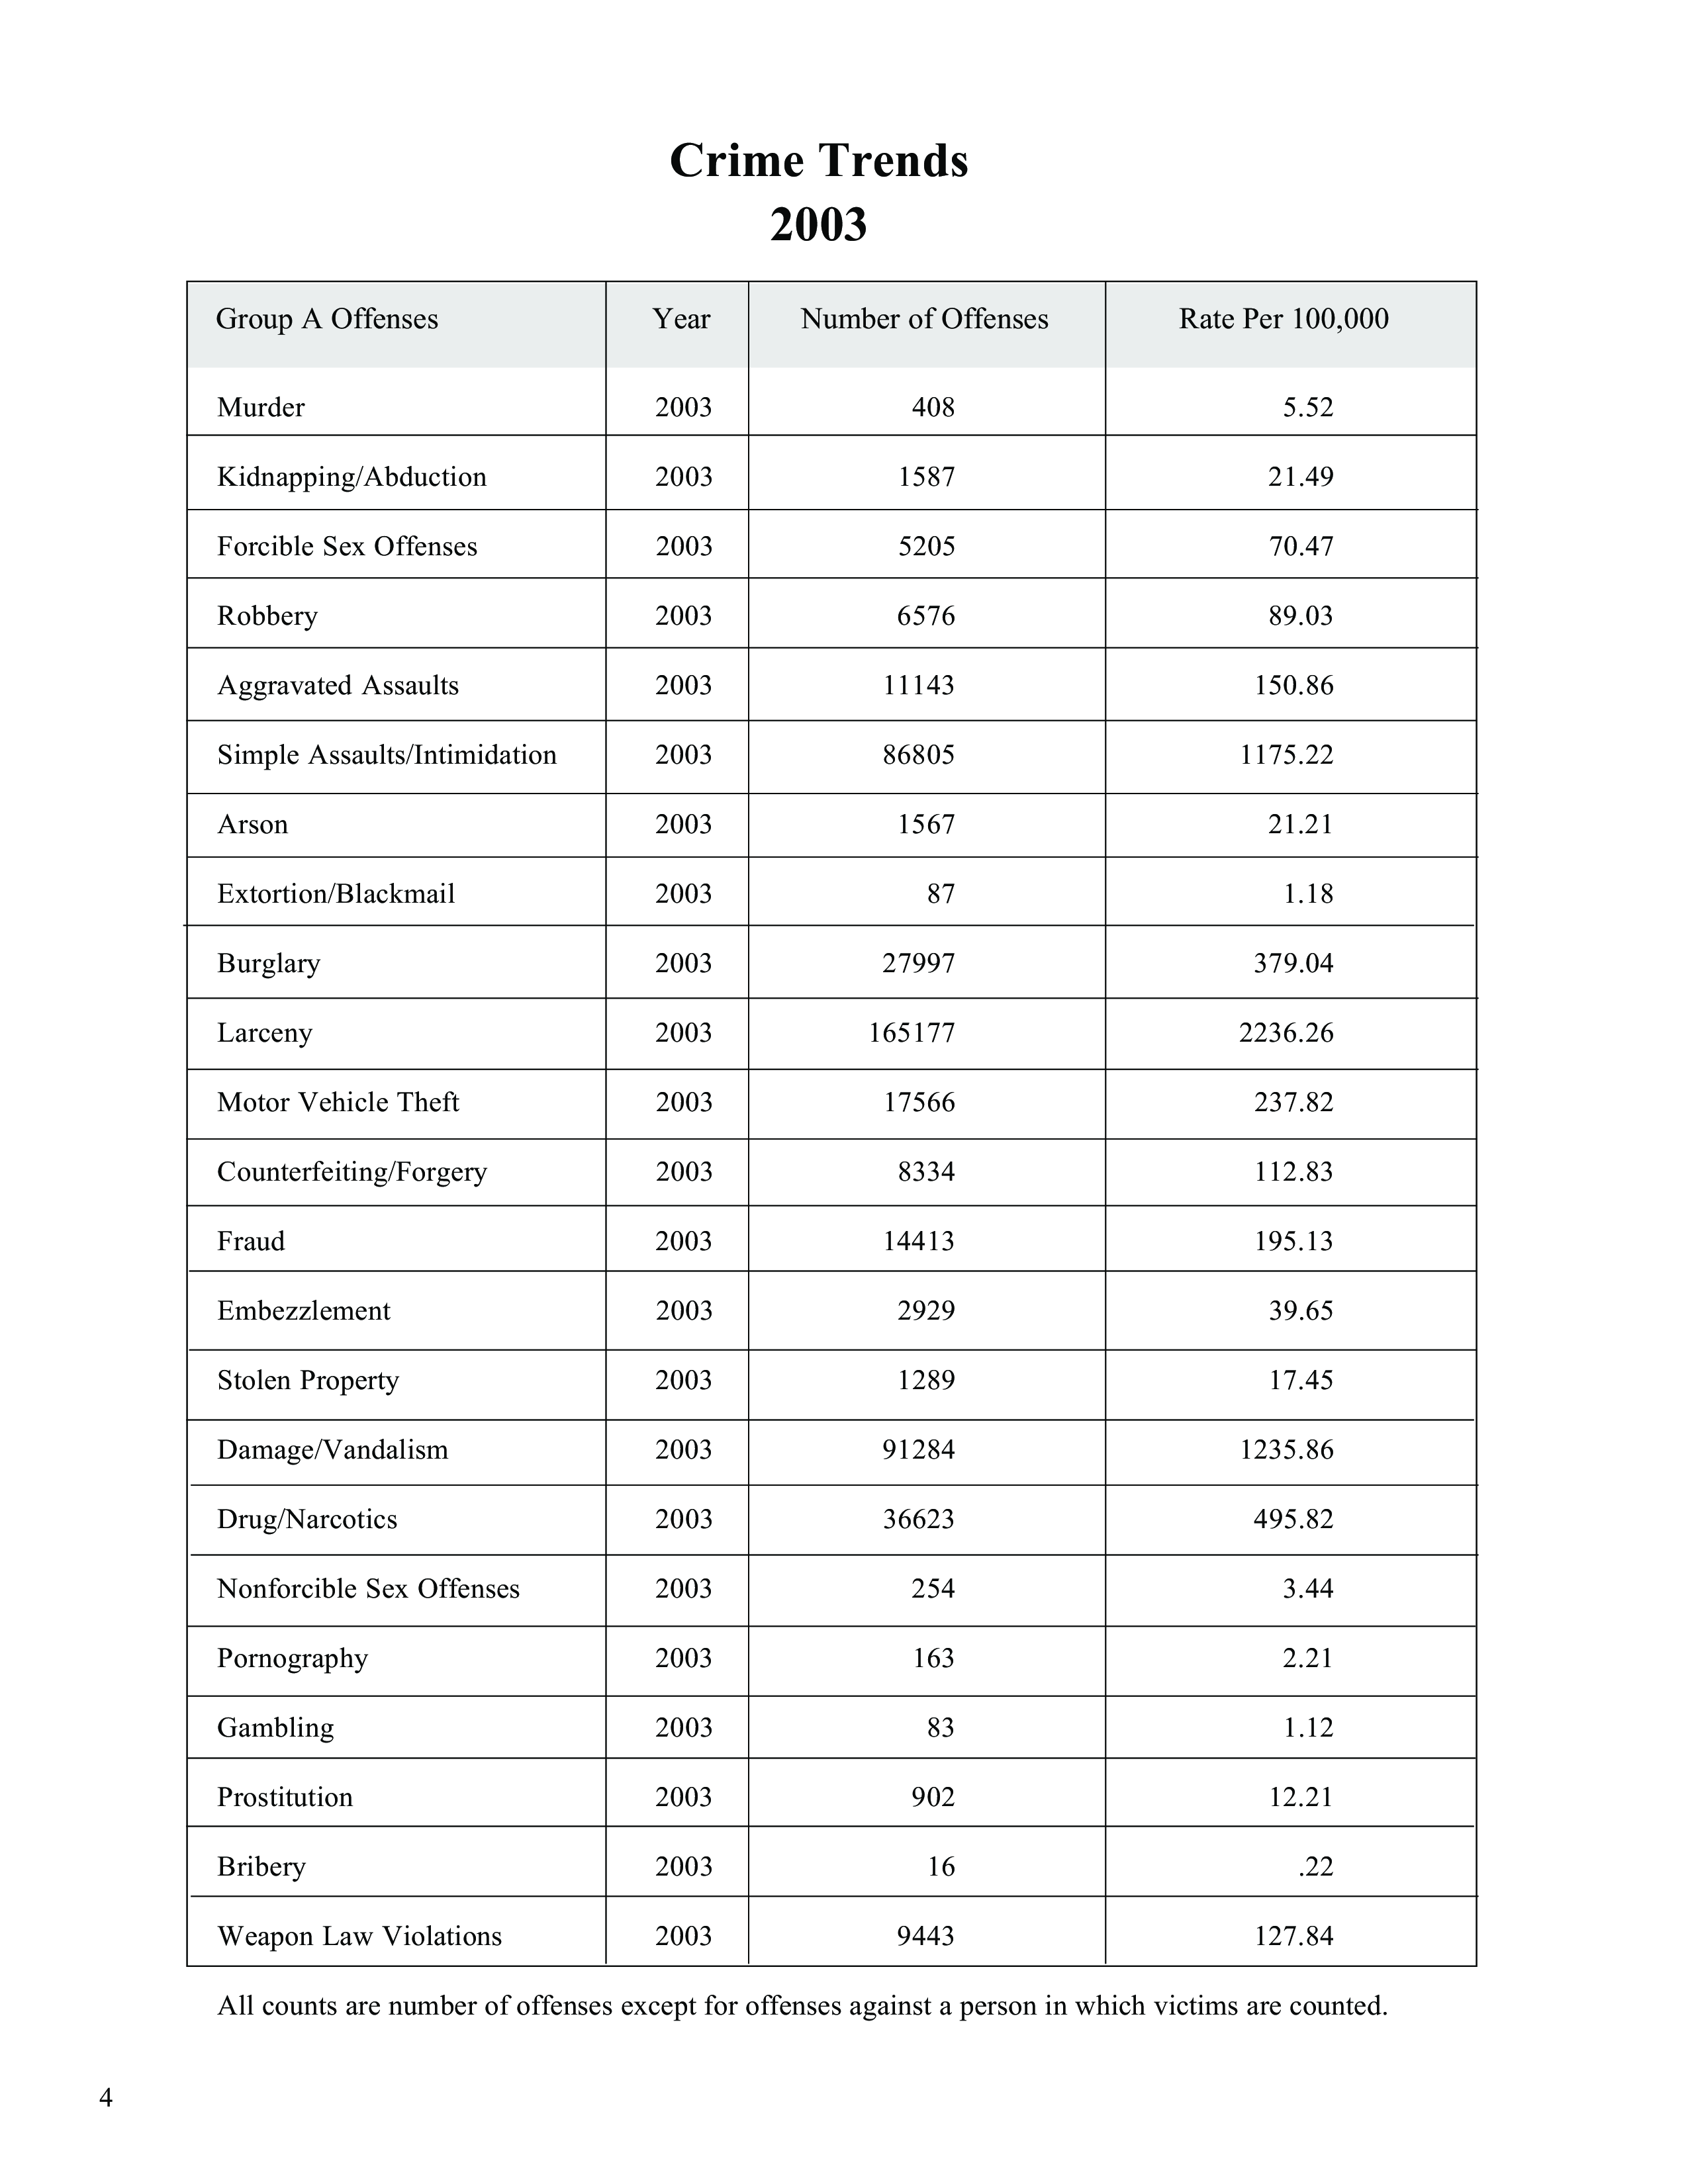 Crime Trends
2003
Group A Offenses Year Number of Offenses Rate Per 100,000
Murder 2003 408 5.52
Kidnapping/Abduction 2003 1587 21.49
Forcible Sex Offenses 2003 5205 70.47
Robbery 2003 6576 89.03
Aggravated Assaults 2003 11143 150.86
Simple Assaults/Intimidation 2003 86805 1175.22
Arson 2003 1567 21.21
Extortion/Blackmail 2003 87 1.18
Burglary 2003 27997 379.04
Larceny 2003 165177 2236.26
Motor Vehicle Theft 2003 17566 237.82
Counterfeiting/Forgery 2003 8334 112.83
Fraud 2003 14413 195.13
Embezzlement 2003 2929 39.65
Stolen Property 2003 1289 17.45
Damage/Vandalism 2003 91284 1235.86
Drug/Narcotics 2003 36623 495.82
Nonforcible Sex Offenses 2003 254 3.44
Pornography 2003 163 2.21
Gambling 2003 83 1.12
Prostitution 2003 902 12.21
Bribery 2003 16 .22
Weapon Law Violations 2003 9443 127.84
All counts are number of offenses except for offenses against a person in which victims are counted.
4